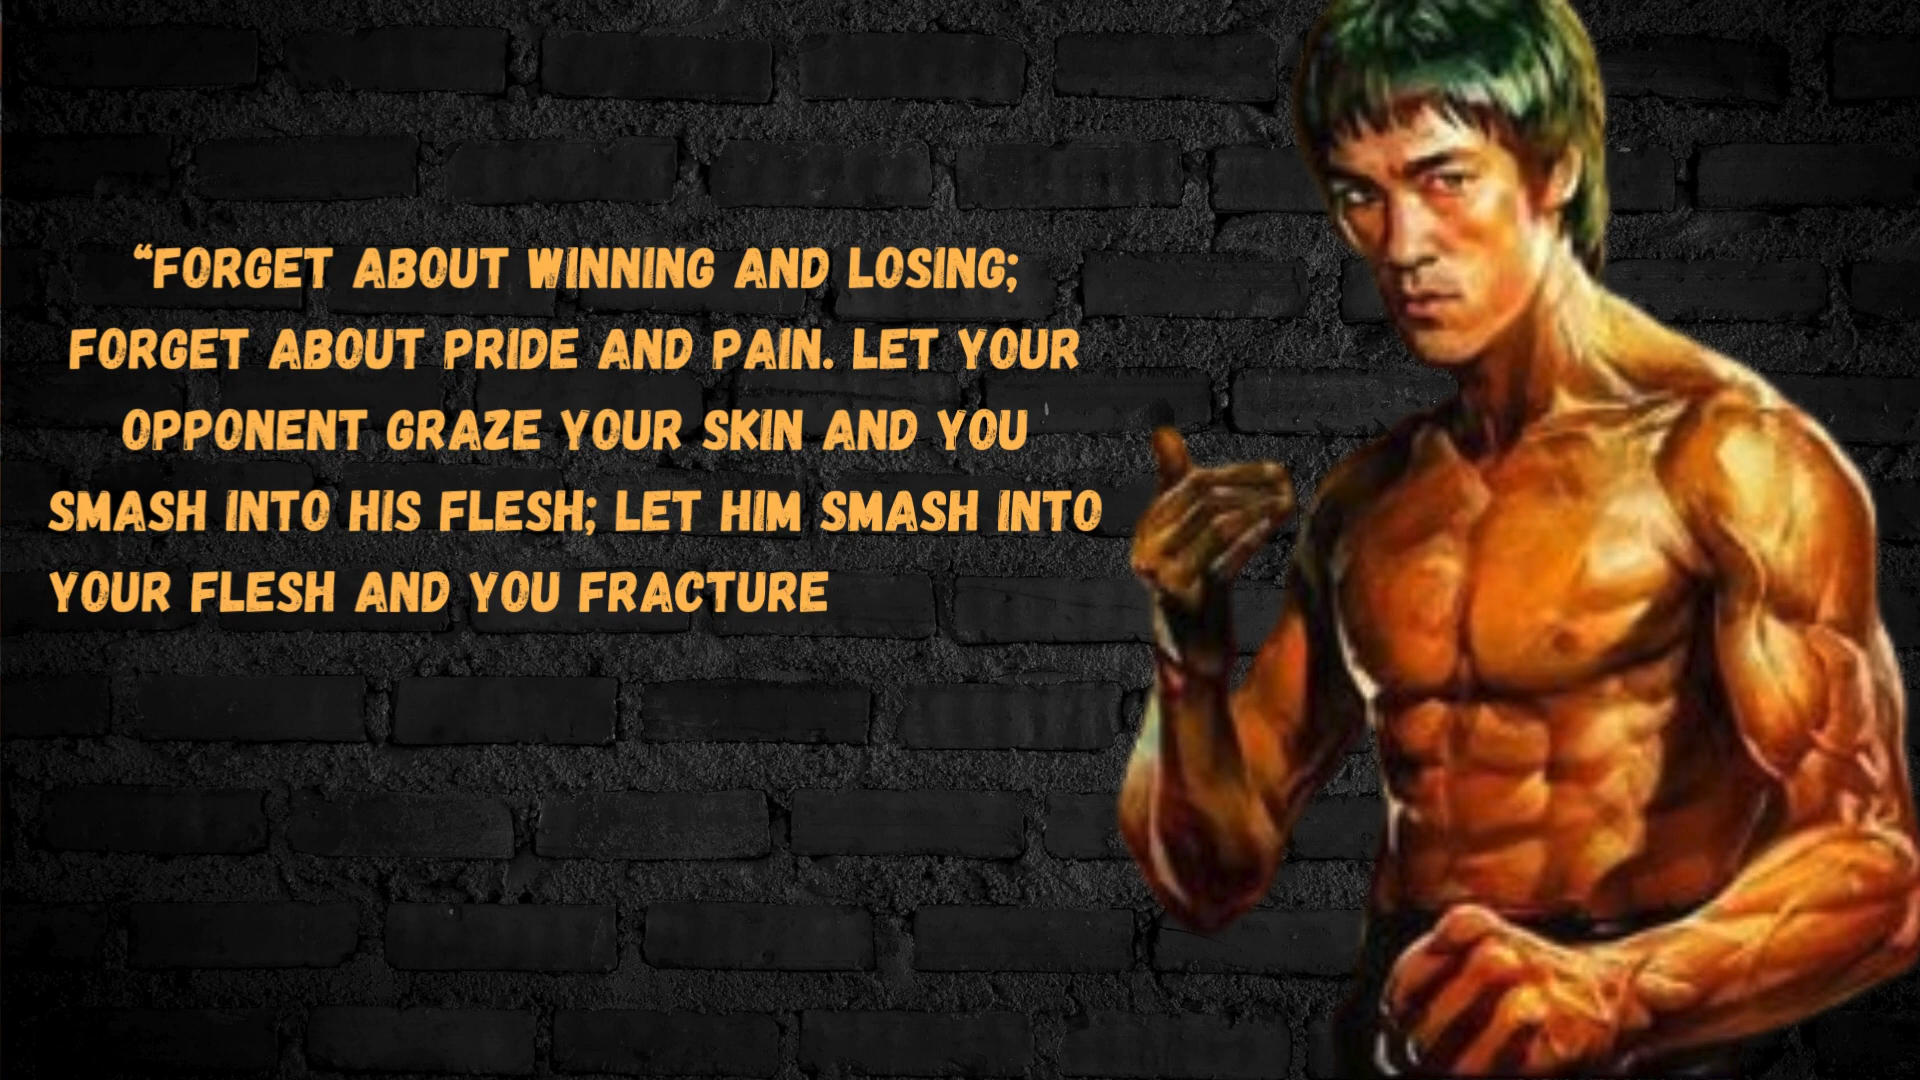 “FORGET ABOUT WINNING AND LOSING;
FORGET ABOUT PRIDE AND PAIN. LET YOUR
OPPONENT GRAZE YOUR SKIN AND YOU
SMASH INTO HIS FLESH; LET HIM SMASH INTO
YOUR FLESH AND YOU FRACTURE